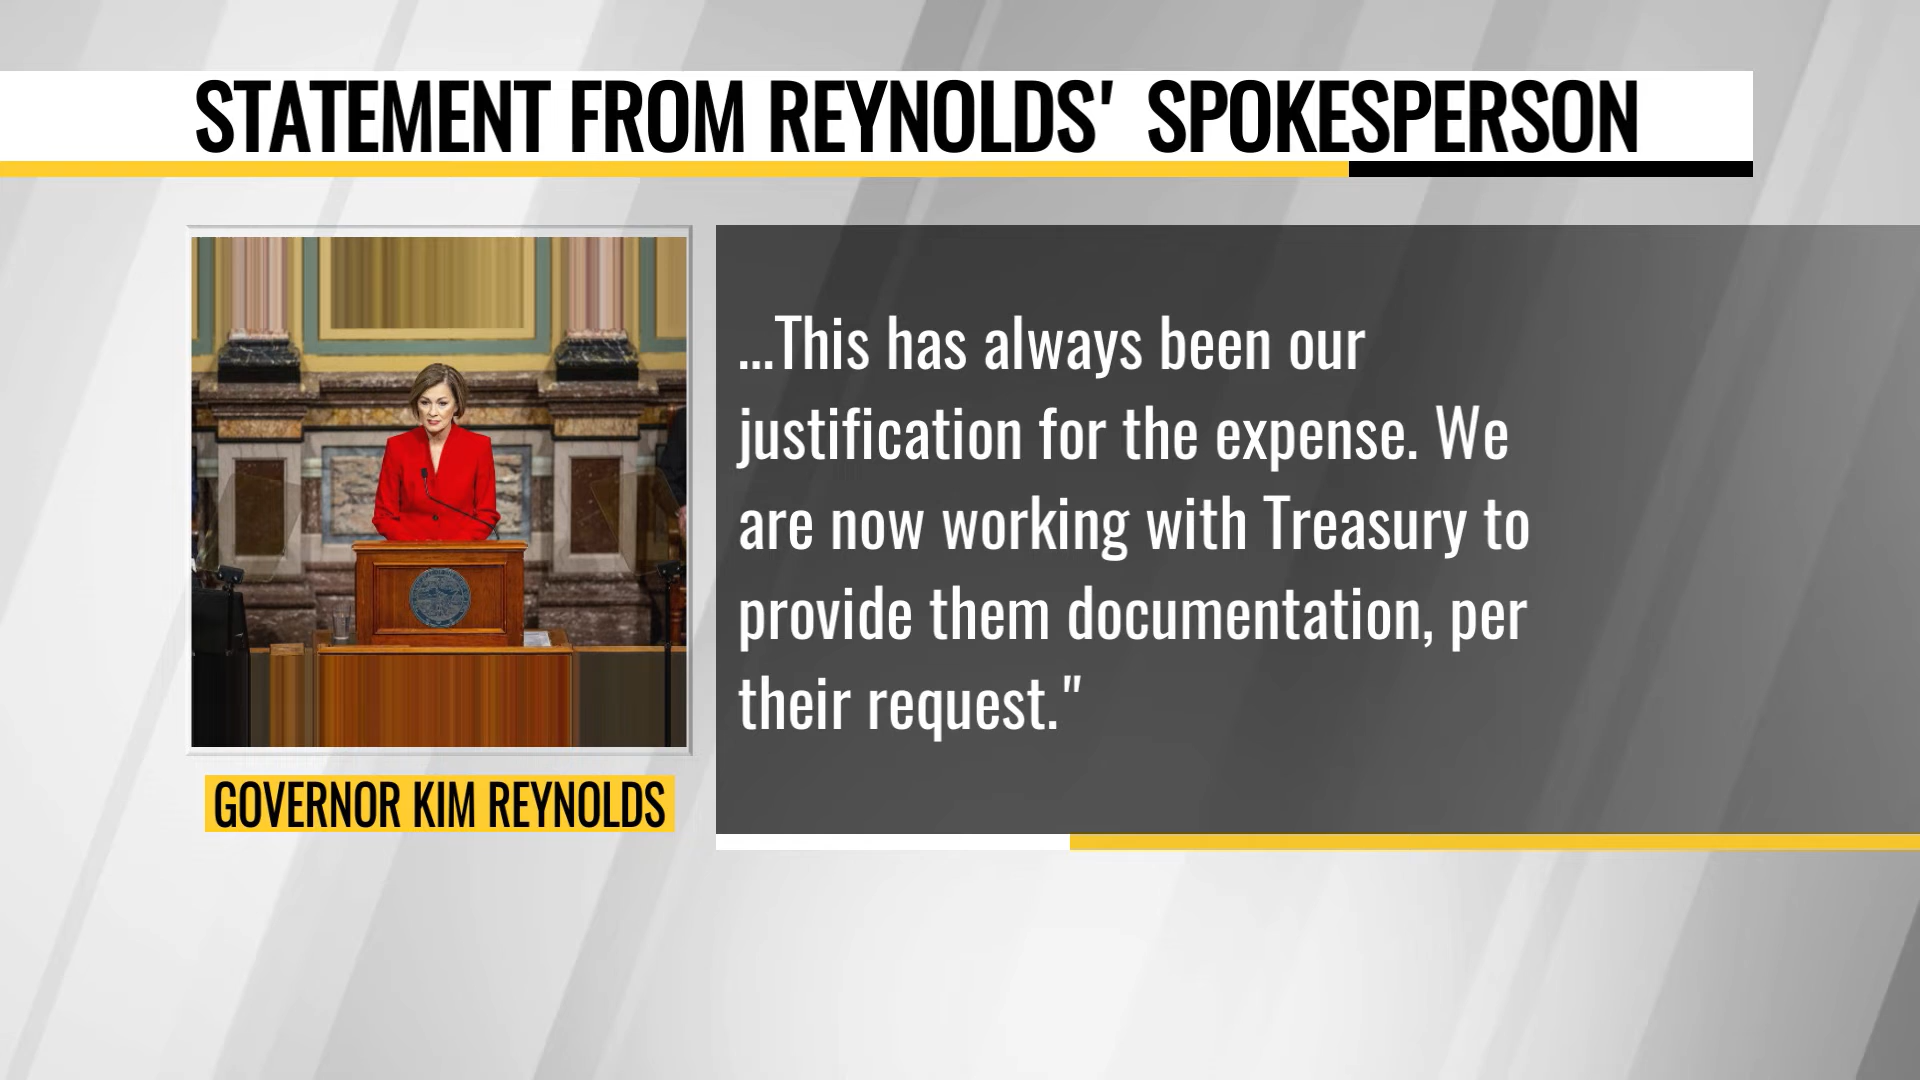 STATEMENT FROM REYNOLDS' SPOKESPERSON
...This has always been our
justification for the expense. We
are now working with Treasury to
provide them documentation, per
their request."
GOVERNOR KIM REYNOLDS